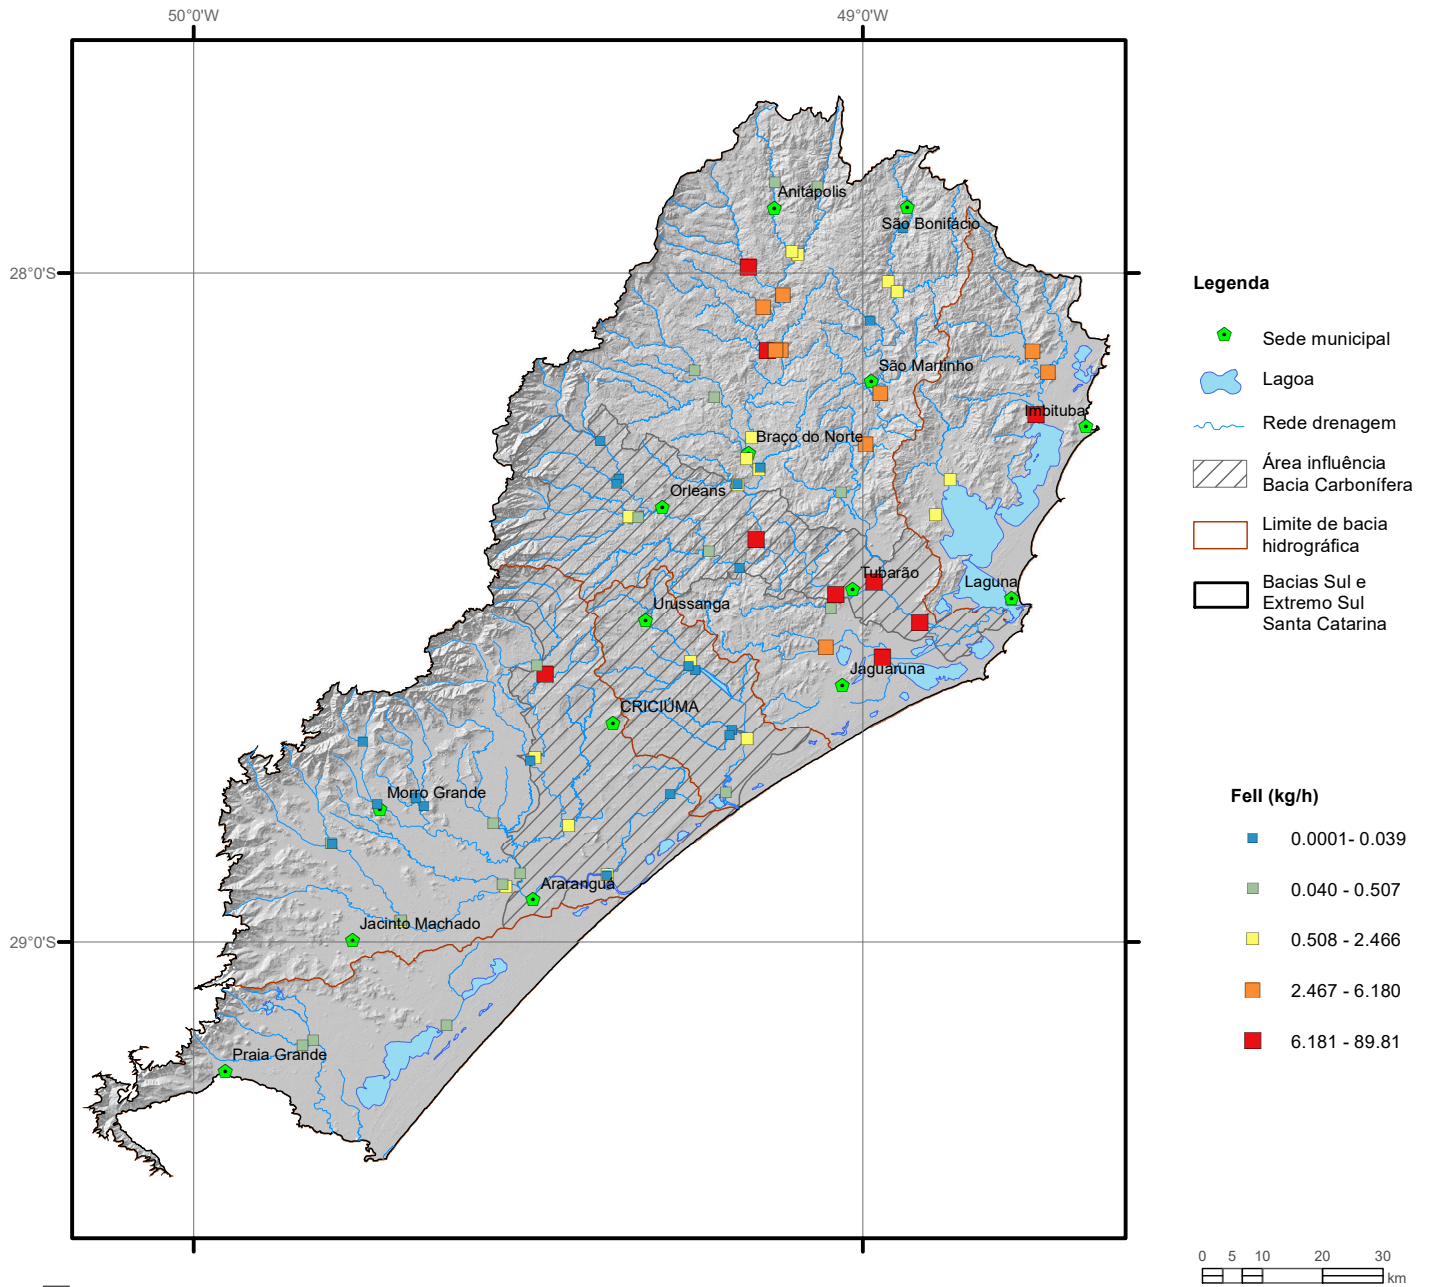 50°0'W
49°0'W
28°0'S
29°0'S
Anitápolis
São Bonifácio
São Martinho
Imbituba
Braço do Norte
Orleans
Tubarão
Laguna
Urussanga
Jaguaruna
CRICIÚMA
Morro Grande
Araranguá
Jacinto Machado
Praia Grande
Legenda
Sede municipal
Lagoa
Rede drenagem
Área influência
Bacia Carbonífera
Limite de bacia
hidrográfica
Bacias Sul e
Extremo Sul
Santa Catarina
FeII (kg/h)
0.0001- 0.039
0.040 - 0.507
0.508 - 2.466
2.467 - 6.180
6.181 - 89.81
0 5 10 20 30
km